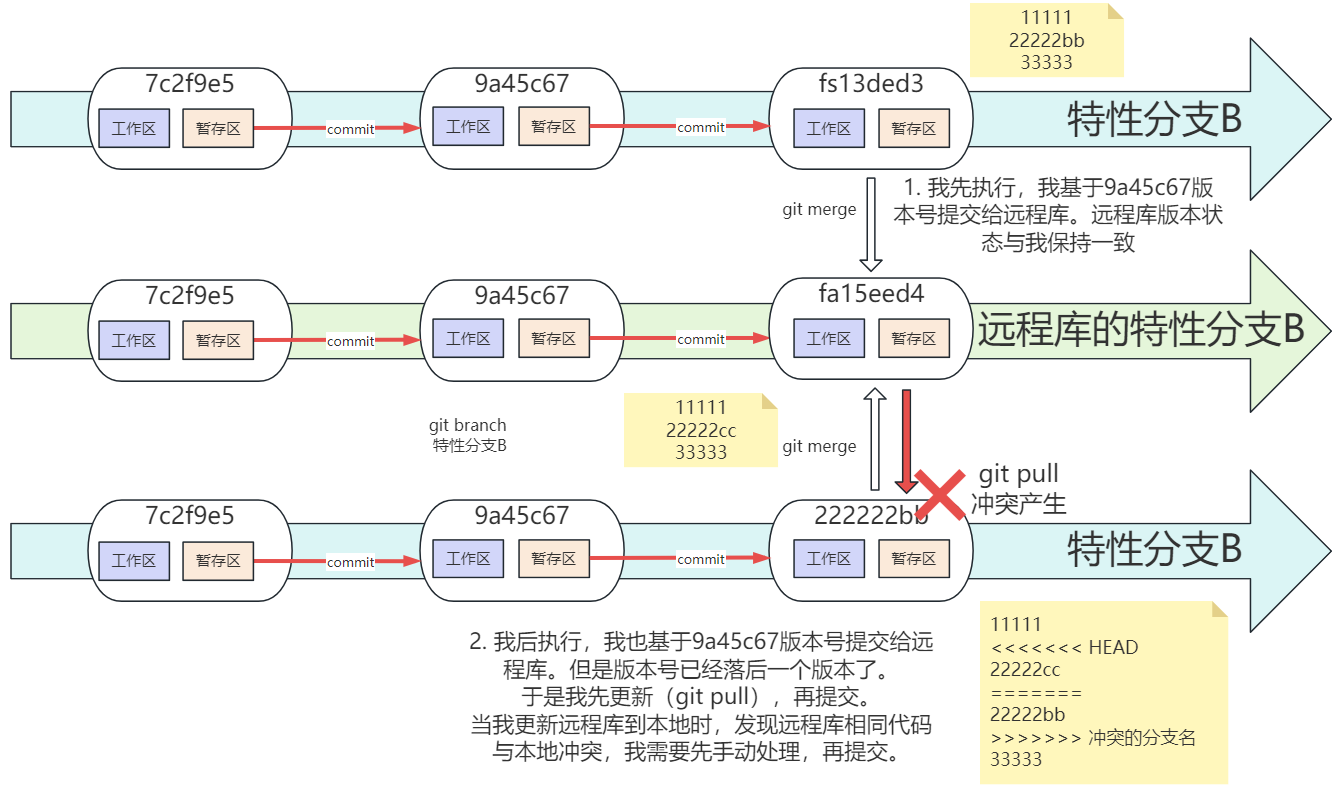 11111
22222bb
33333
7c2f9e5
9a45c67
fs13ded3
工作区
暂存区
commit
工作区
暂存区
commit
工作区
暂存区
特性分支B
git merge
1. 我先执行，我基于9a45c67版
本号提交给远程库。远程库版本状
态与我保持一致
7c2f9e5
9a45c67
fa15eed4
工作区
暂存区
commit
工作区
暂存区
commit
工作区
暂存区
远程库的特性分支B
git branch
特性分支B
11111
22222cc
33333
git merge
git pull
冲突产生
7c2f9e5
9a45c67
222222bb
工作区
暂存区
commit
工作区
暂存区
commit
工作区
暂存区
特性分支B
2. 我后执行，我也基于9a45c67版本号提交给远
程库。但是版本号已经落后一个版本了。
于是我先更新（git pull），再提交。
当我更新远程库到本地时，发现远程库相同代码
与本地冲突，我需要先手动处理，再提交。
11111
<<<<<<< HEAD
22222cc
=======
22222bb
>>>>>>> 冲突的分支名
33333